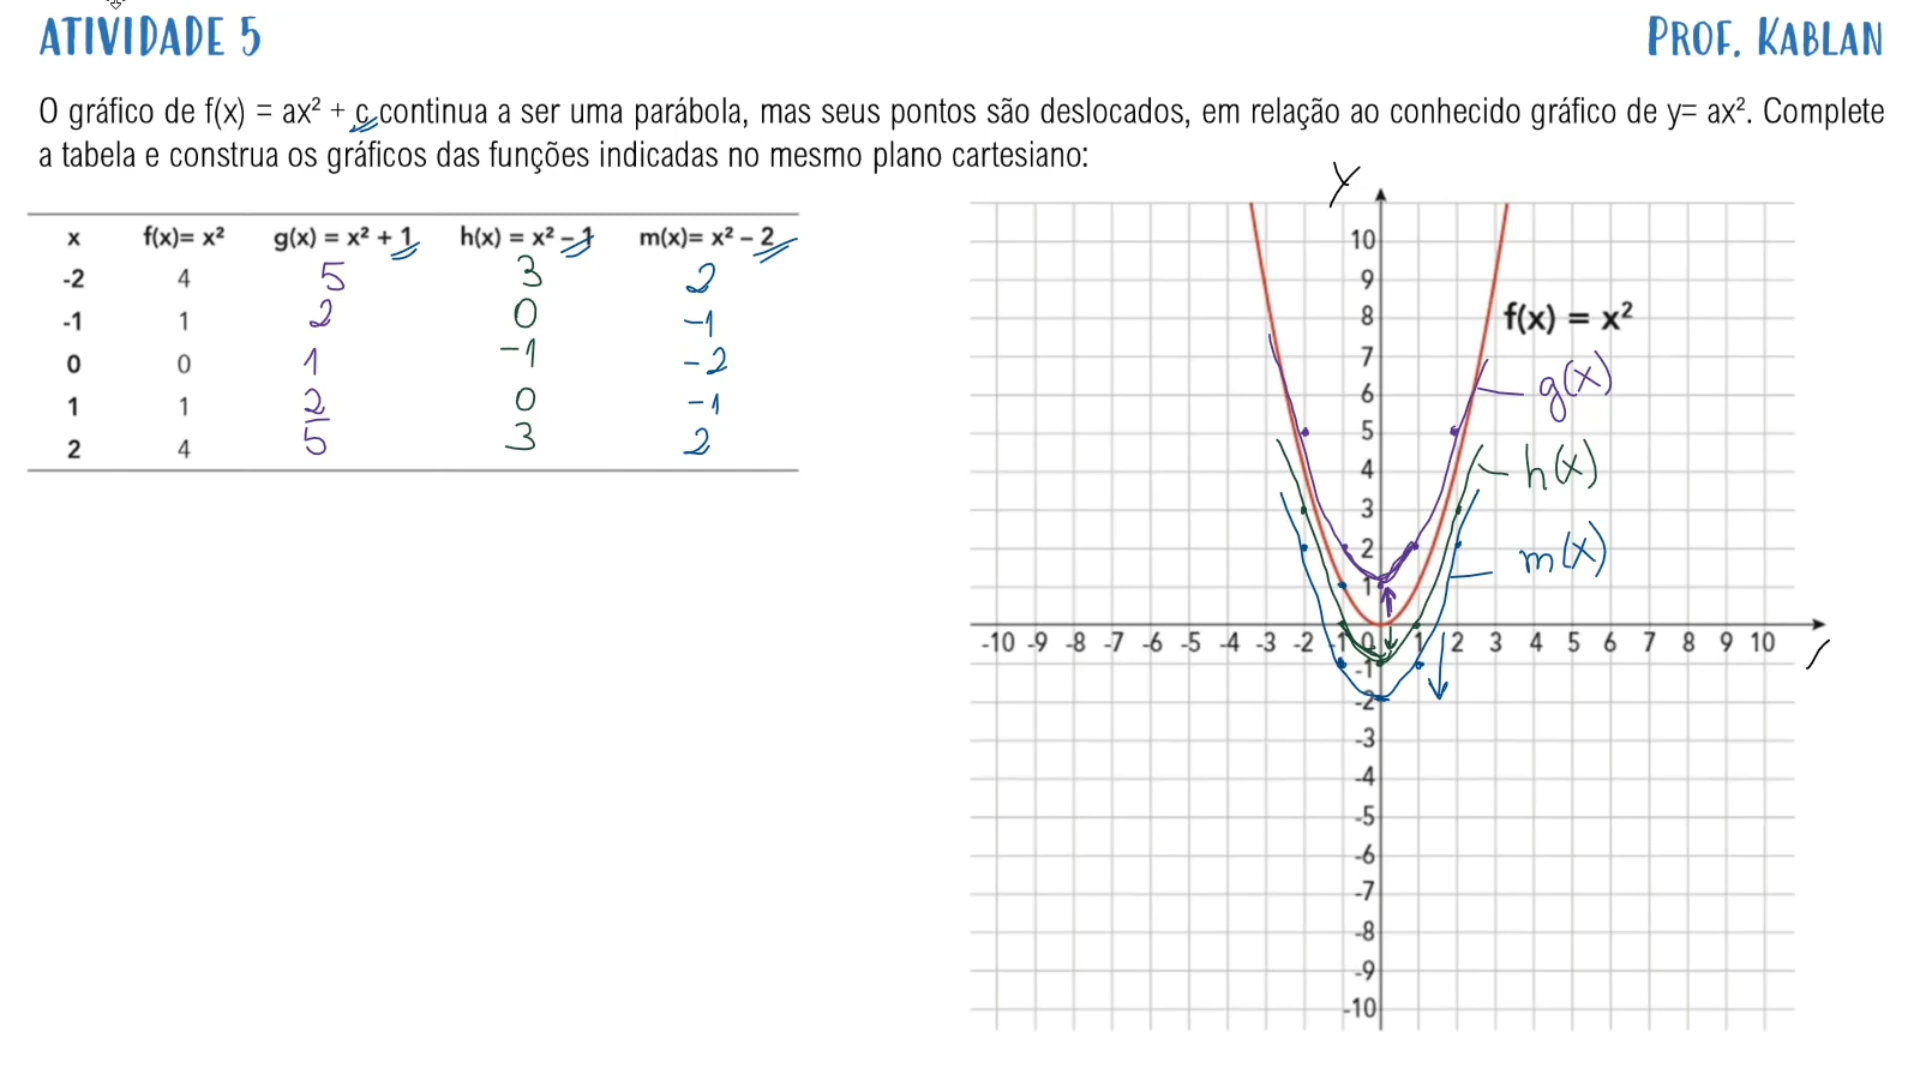 ATIVIDADE 5
PROF. KABLAN
O gráfico de f(x) = ax² + c continua a ser uma parábola, mas seus pontos são deslocados, em relação ao conhecido gráfico de y= ax². Complete
a tabela e construa os gráficos das funções indicadas no mesmo plano cartesiano:
x f(x)= x² g(x) = x² + 1 h(x) = x² – 1 m(x)= x² – 2
-2 4 5 3 2
-1 1 2 0 -1
0 0 1 -1 -2
1 1 2 0 -1
2 4 5 3 2
y
10
9
8
f(x) = x²
7
6
g(x)
5
4
h(x)
3
2
m(x)
1
-10 -9 -8 -7 -6 -5 -4 -3 -2 -1 0 1 2 3 4 5 6 7 8 9 10
-1
-2
-3
-4
-5
-6
-7
-8
-9
-10